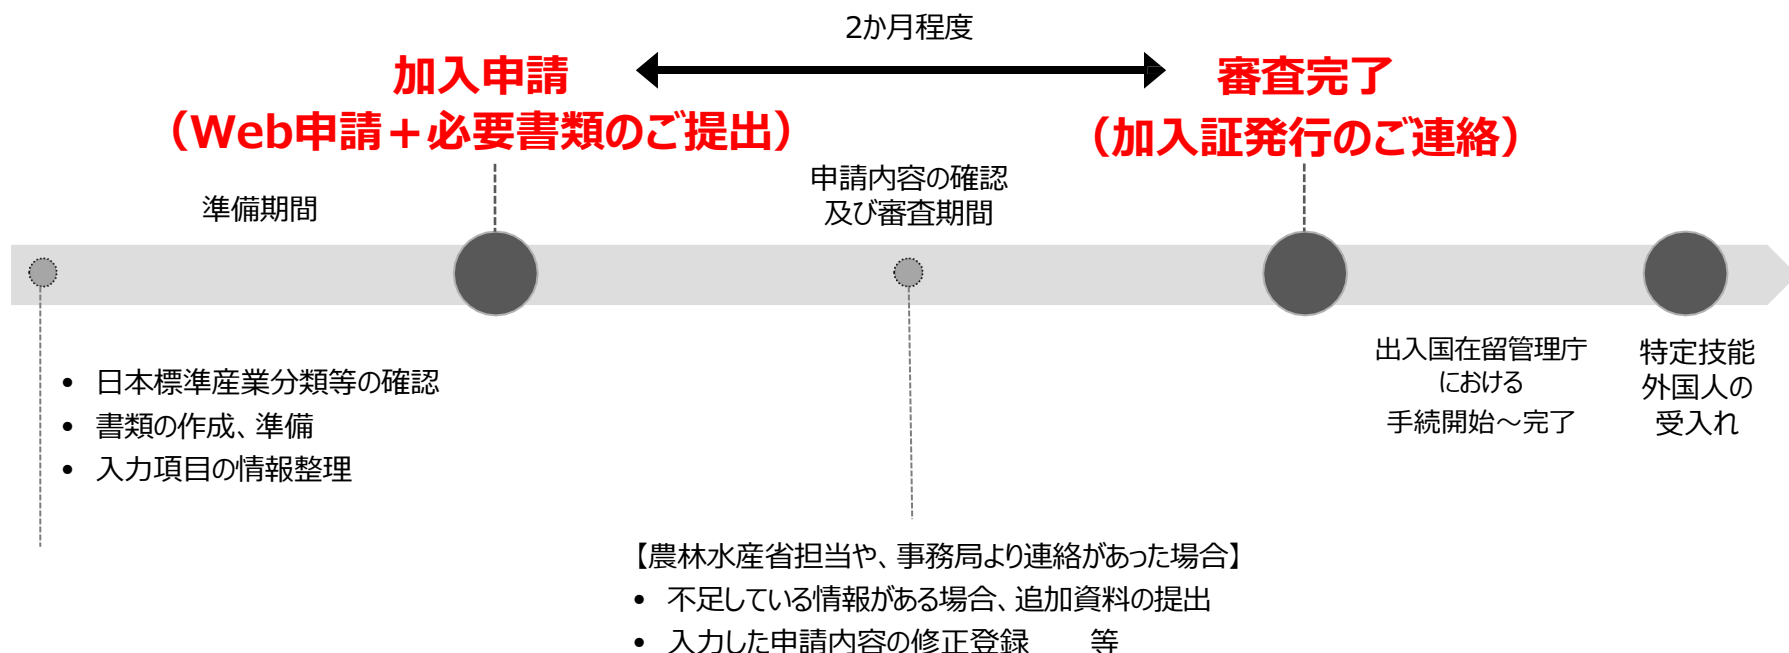 2か月程度
加入申請
（Web申請＋必要書類のご提出）
審査完了
（加入証発行のご連絡）
準備期間
申請内容の確認
及び審査期間
• 日本標準産業分類等の確認
• 書類の作成、準備
• 入力項目の情報整理
出入国在留管理庁
における
手続開始～完了
特定技能
外国人の
受入れ
【農林水産省担当や、事務局より連絡があった場合】
• 不足している情報がある場合、追加資料の提出
• 入力した申請内容の修正登録　　等